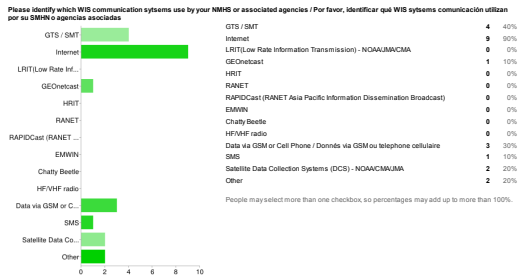 Please identify which WIS communication sytsems use by your NMHS or associated agencies / Por favor, identificar qué WIS sytems comunicación utilizan
por su SMHN o agencias asociadas
GTS / SMT
Internet
LRIT(Low Rate Inf...
GEOnetcast
HRIT
RANET
RAPIDCast (RANET ...
EMWIN
Chatty Beetle
HF/VHF radio
Data via GSM or C...
SMS
Satellite Data Co...
Other
0 2 4 6 8 10
GTS / SMT 4 40%
Internet 9 90%
LRIT(Low Rate Information Transmission) - NOAA/JMA/CMA 0 0%
GEOnetcast 1 10%
HRIT 0 0%
RANET 0 0%
RAPIDCast (RANET Asia Pacific Information Dissemination Broadcast) 0 0%
EMWIN 0 0%
Chatty Beetle 0 0%
HF/VHF radio 0 0%
Data via GSM or Cell Phone / Donnés via GSM ou telephone cellulaire 3 30%
SMS 1 10%
Satellite Data Collection Systems (DCS) - NOAA/CMA/JMA 2 20%
Other 2 20%
People may select more than one checkbox, so percentages may add up to more than 100%.